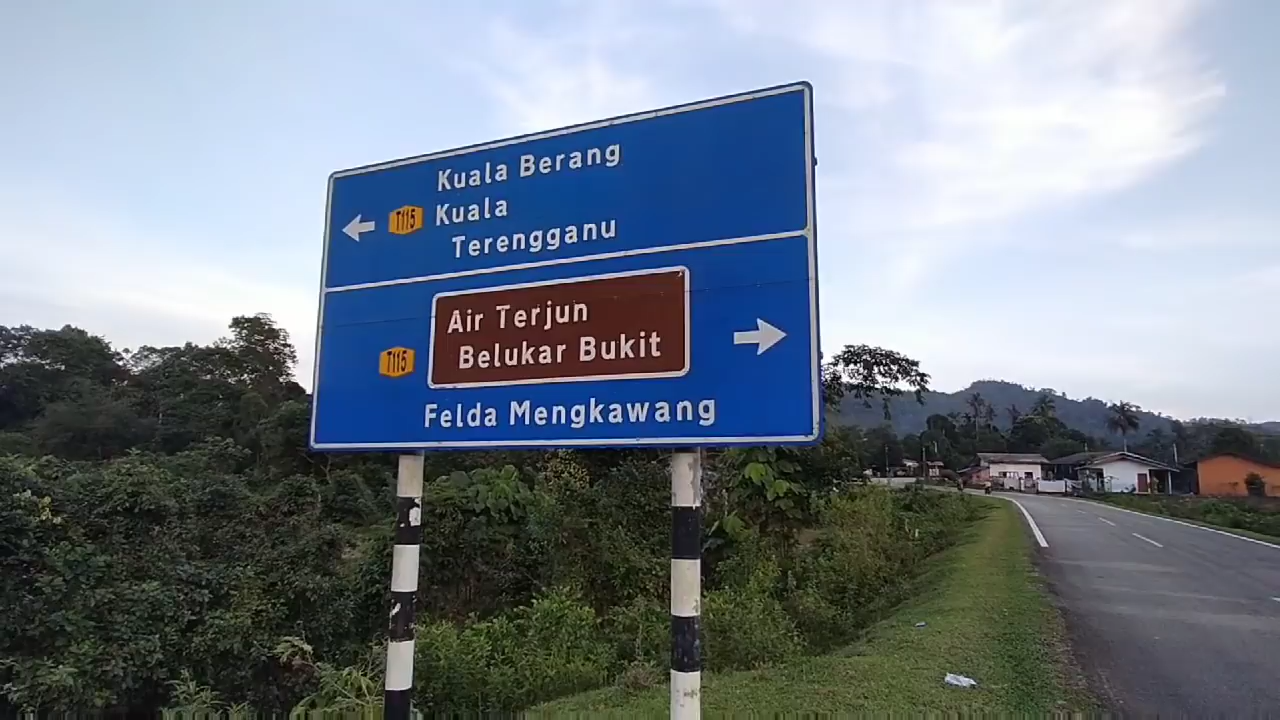 Kuala Berang
T115 Kuala
Terengganu
Air Terjun
T115 Belukar Bukit
Felda Mengkawang